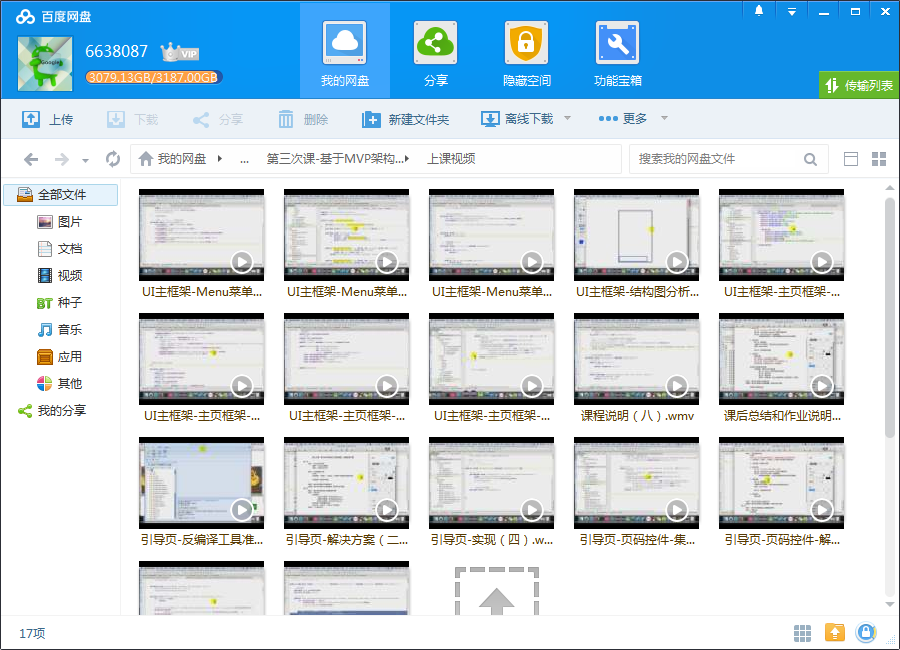 百度网盘
6638087
VIP
3079.13GB/3187.00GB
我的网盘
分享
隐藏空间
功能宝箱
传输列表
上传
下载
分享
删除
新建文件夹
离线下载
更多
我的网盘
...
第三次课-基于MVP架构...
上课视频
搜索我的网盘文件
全部文件
图片
文档
视频
BT 种子
音乐
应用
其他
我的分享
UI主框架-Menu菜单...
UI主框架-Menu菜单...
UI主框架-Menu菜单...
UI主框架-结构图分析...
UI主框架-主页框架-...
UI主框架-主页框架-...
UI主框架-主页框架-...
UI主框架-主页框架-...
课程说明（八）.wmv
课后总结和作业说明...
引导页-反编译工具准...
引导页-解决方案（二...
引导页-实现（四）.w...
引导页-页码控件-集...
引导页-页码控件-解...
17项